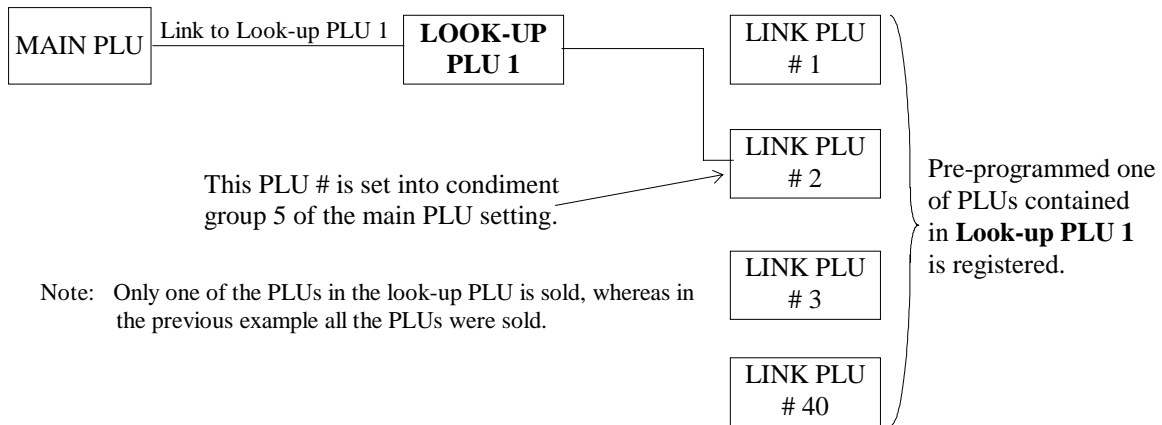 MAIN PLU
Link to Look-up PLU 1
LOOK-UP
PLU 1
LINK PLU
# 1
LINK PLU
# 2
This PLU # is set into condiment
group 5 of the main PLU setting.
Pre-programmed one
of PLUs contained
in Look-up PLU 1
is registered.
LINK PLU
# 3
Note: Only one of the PLUs in the look-up PLU is sold, whereas in
the previous example all the PLUs were sold.
LINK PLU
# 40